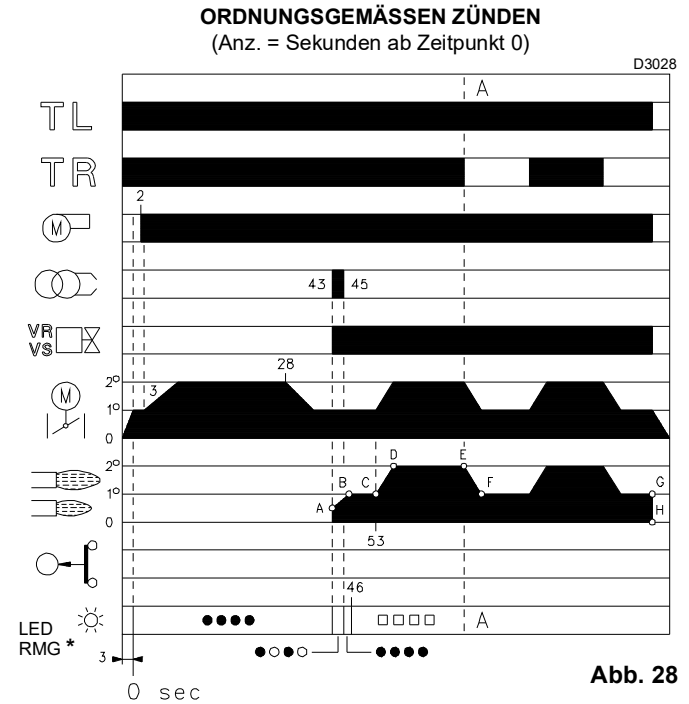 ORDNUNGSGEMÄSSEN ZÜNDEN
(Anz. = Sekunden ab Zeitpunkt 0)
D3028
A
TL
TR
2
M
43 45
VR
VS
28
M
2°
3
1°
0
2°
D E
B C F G
1°
A H
0
53
46
LED
RMG *
A
3
0 sec
Abb. 28